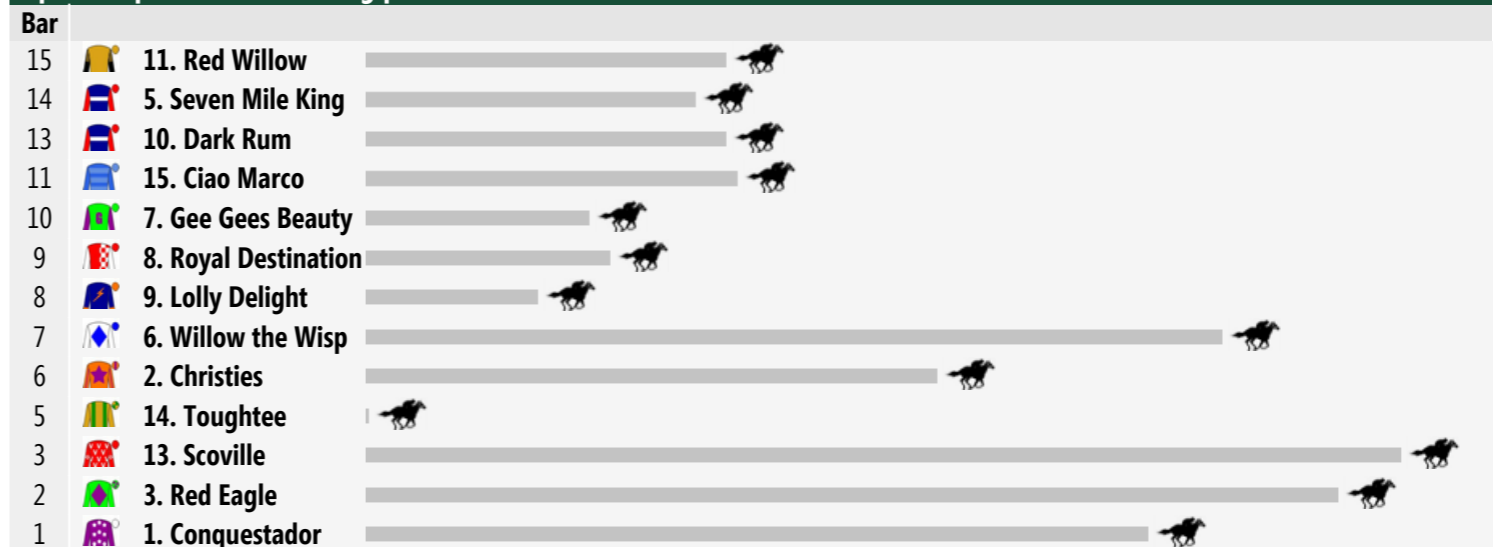 Bar
15 11. Red Willow
14 5. Seven Mile King
13 10. Dark Rum
11 15. Ciao Marco
10 7. Gee Gees Beauty
9 8. Royal Destination
8 9. Lolly Delight
7 6. Willow the Wisp
6 2. Christies
5 14. Toughtee
3 13. Scoville
2 3. Red Eagle
1 1. Conquestador